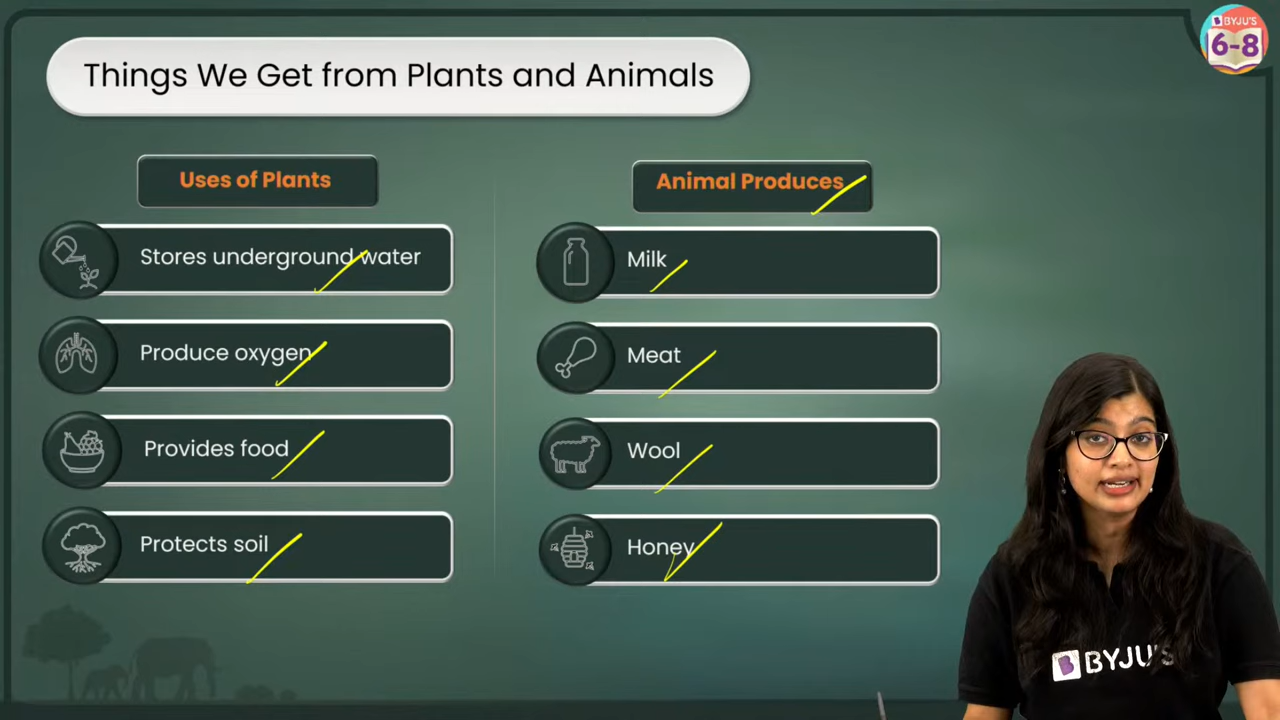 BYJU'S
6-8
Things We Get from Plants and Animals
Uses of Plants
Stores underground water
Produce oxygen
Provides food
Protects soil
Animal Produces
Milk
Meat
Wool
Honey
BYJU'S